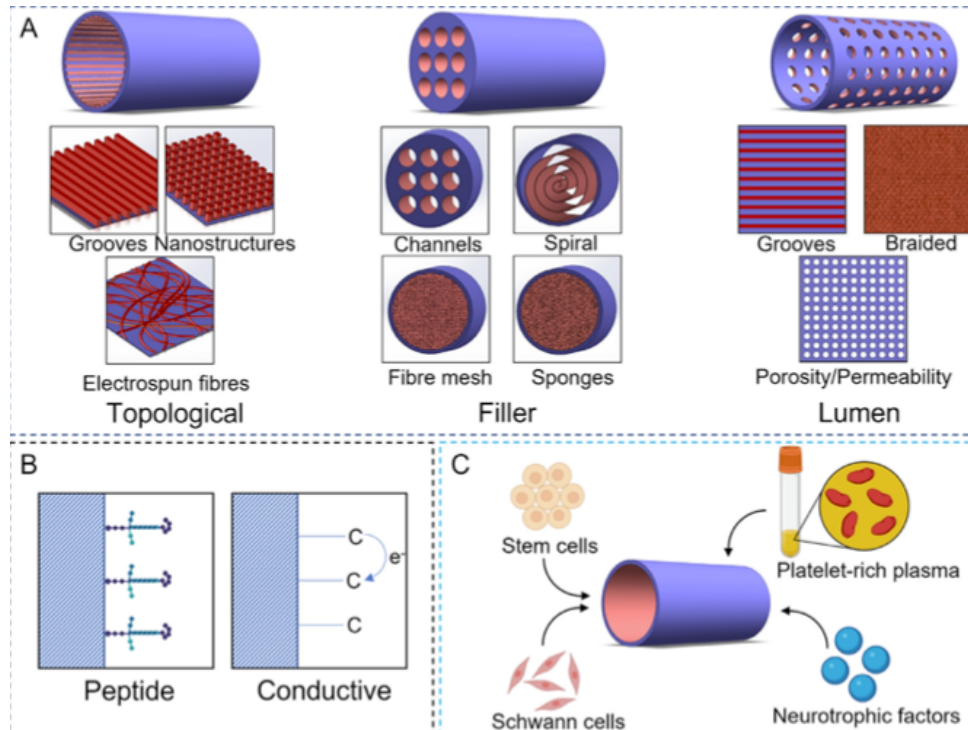 A
Grooves Nanostructures
Electrospun fibres
Topological
Channels Spiral
Fibre mesh Sponges
Filler
Grooves Braided
Porosity/Permeability
Lumen
B
C
e⁻
C
C
Peptide
Conductive
C
Stem cells
Platelet-rich plasma
Schwann cells
Neurotrophic factors